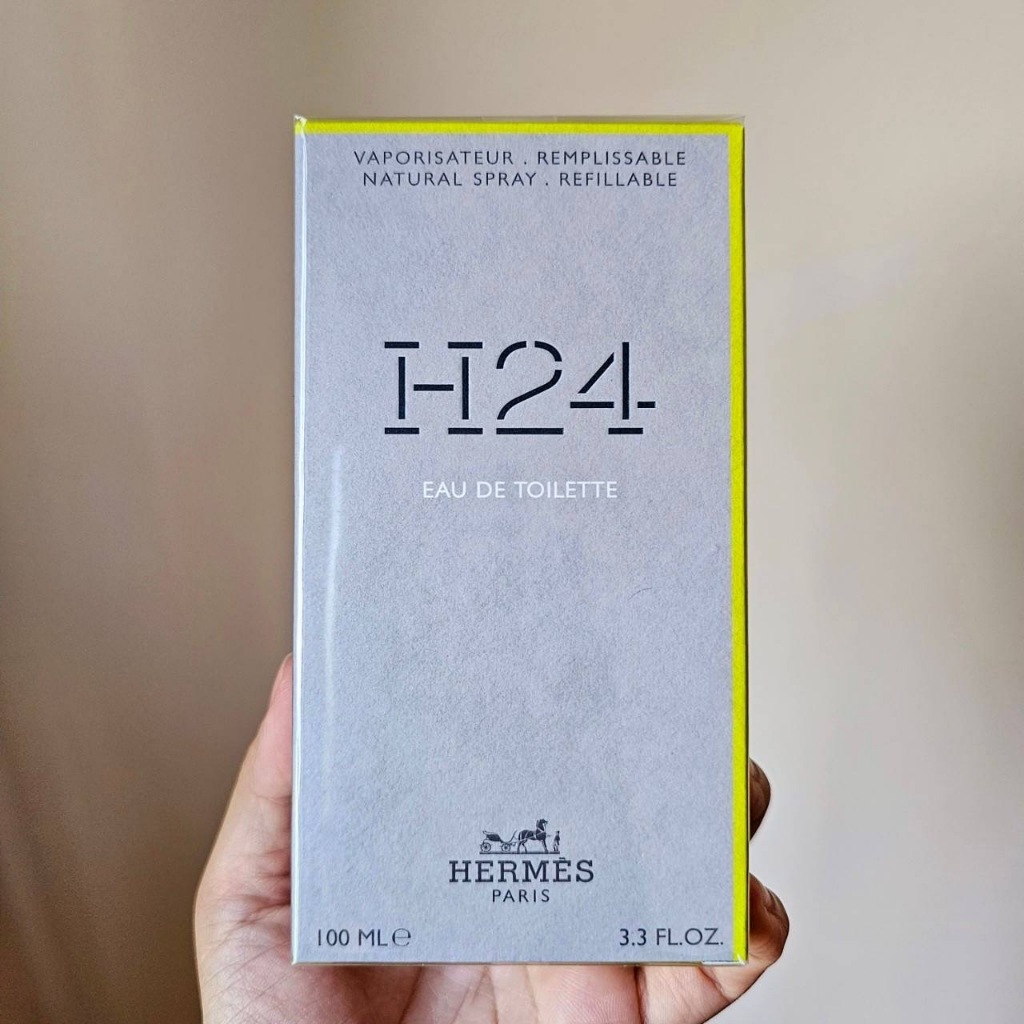 VAPORISATEUR . REMPLISSABLE
NATURAL SPRAY . REFILLABLE
H24
EAU DE TOILETTE
HERMÈS
PARIS
100 ML℮
3.3 FL.OZ.